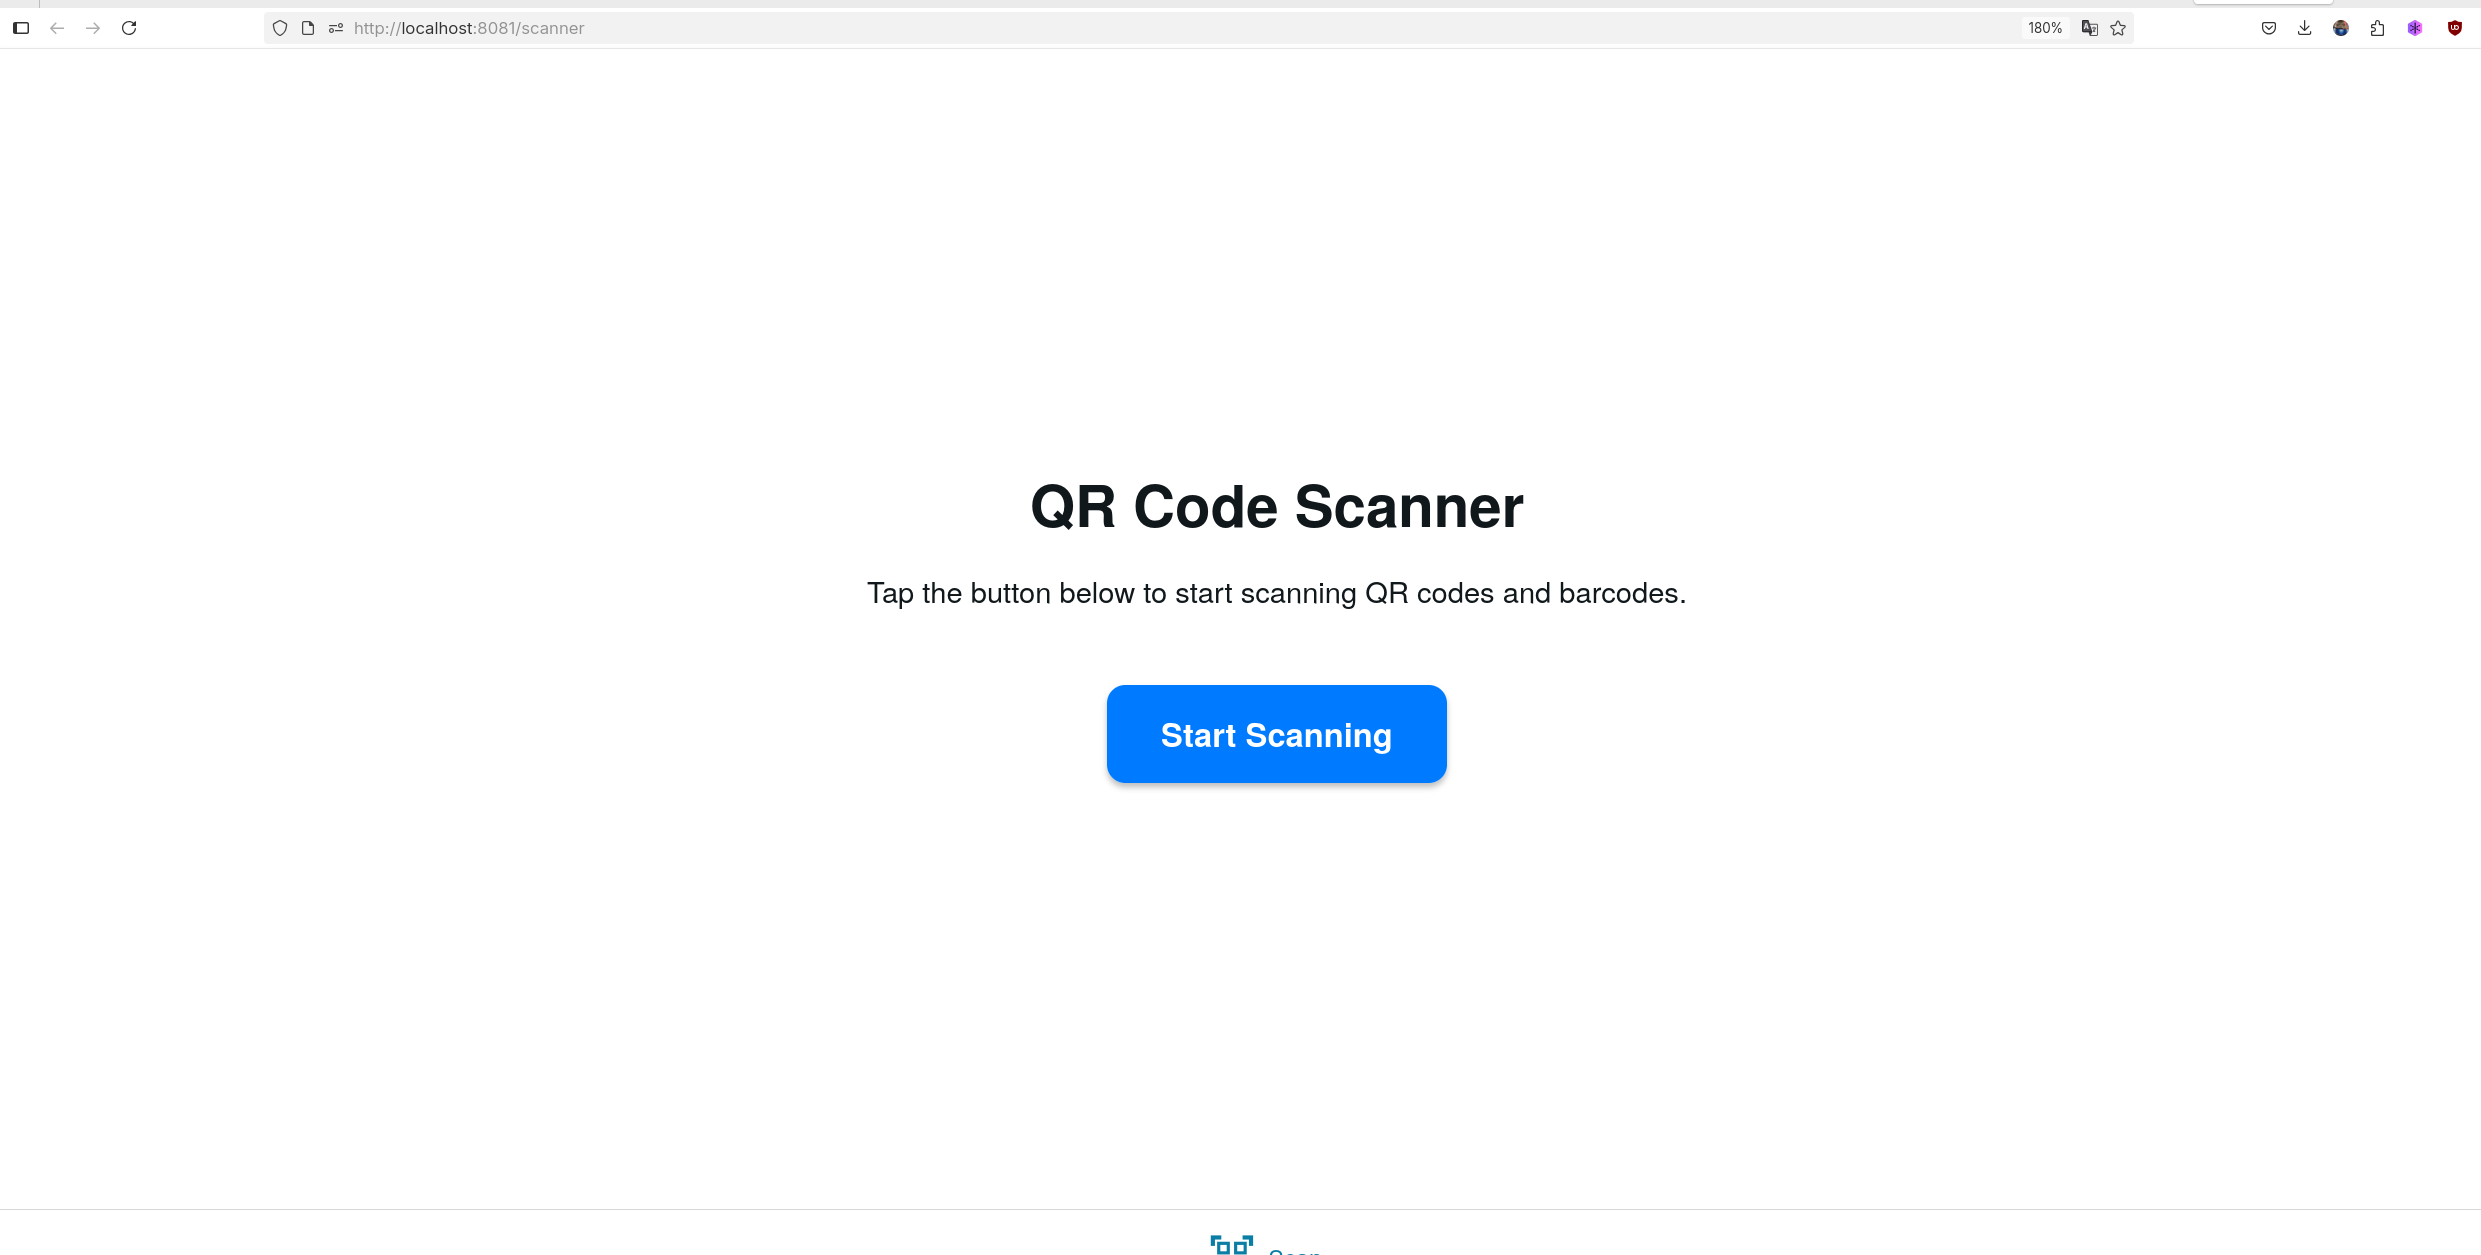 http://localhost:8081/scanner
180%
QR Code Scanner
Tap the button below to start scanning QR codes and barcodes.
Start Scanning
Scan